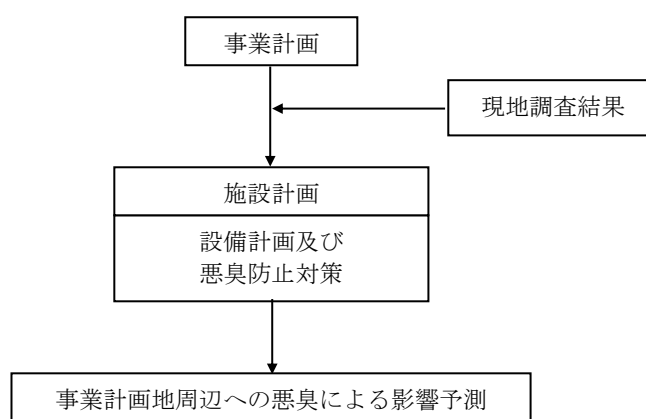 事業計画
現地調査結果
施設計画
設備計画及び
悪臭防止対策
事業計画地周辺への悪臭による影響予測